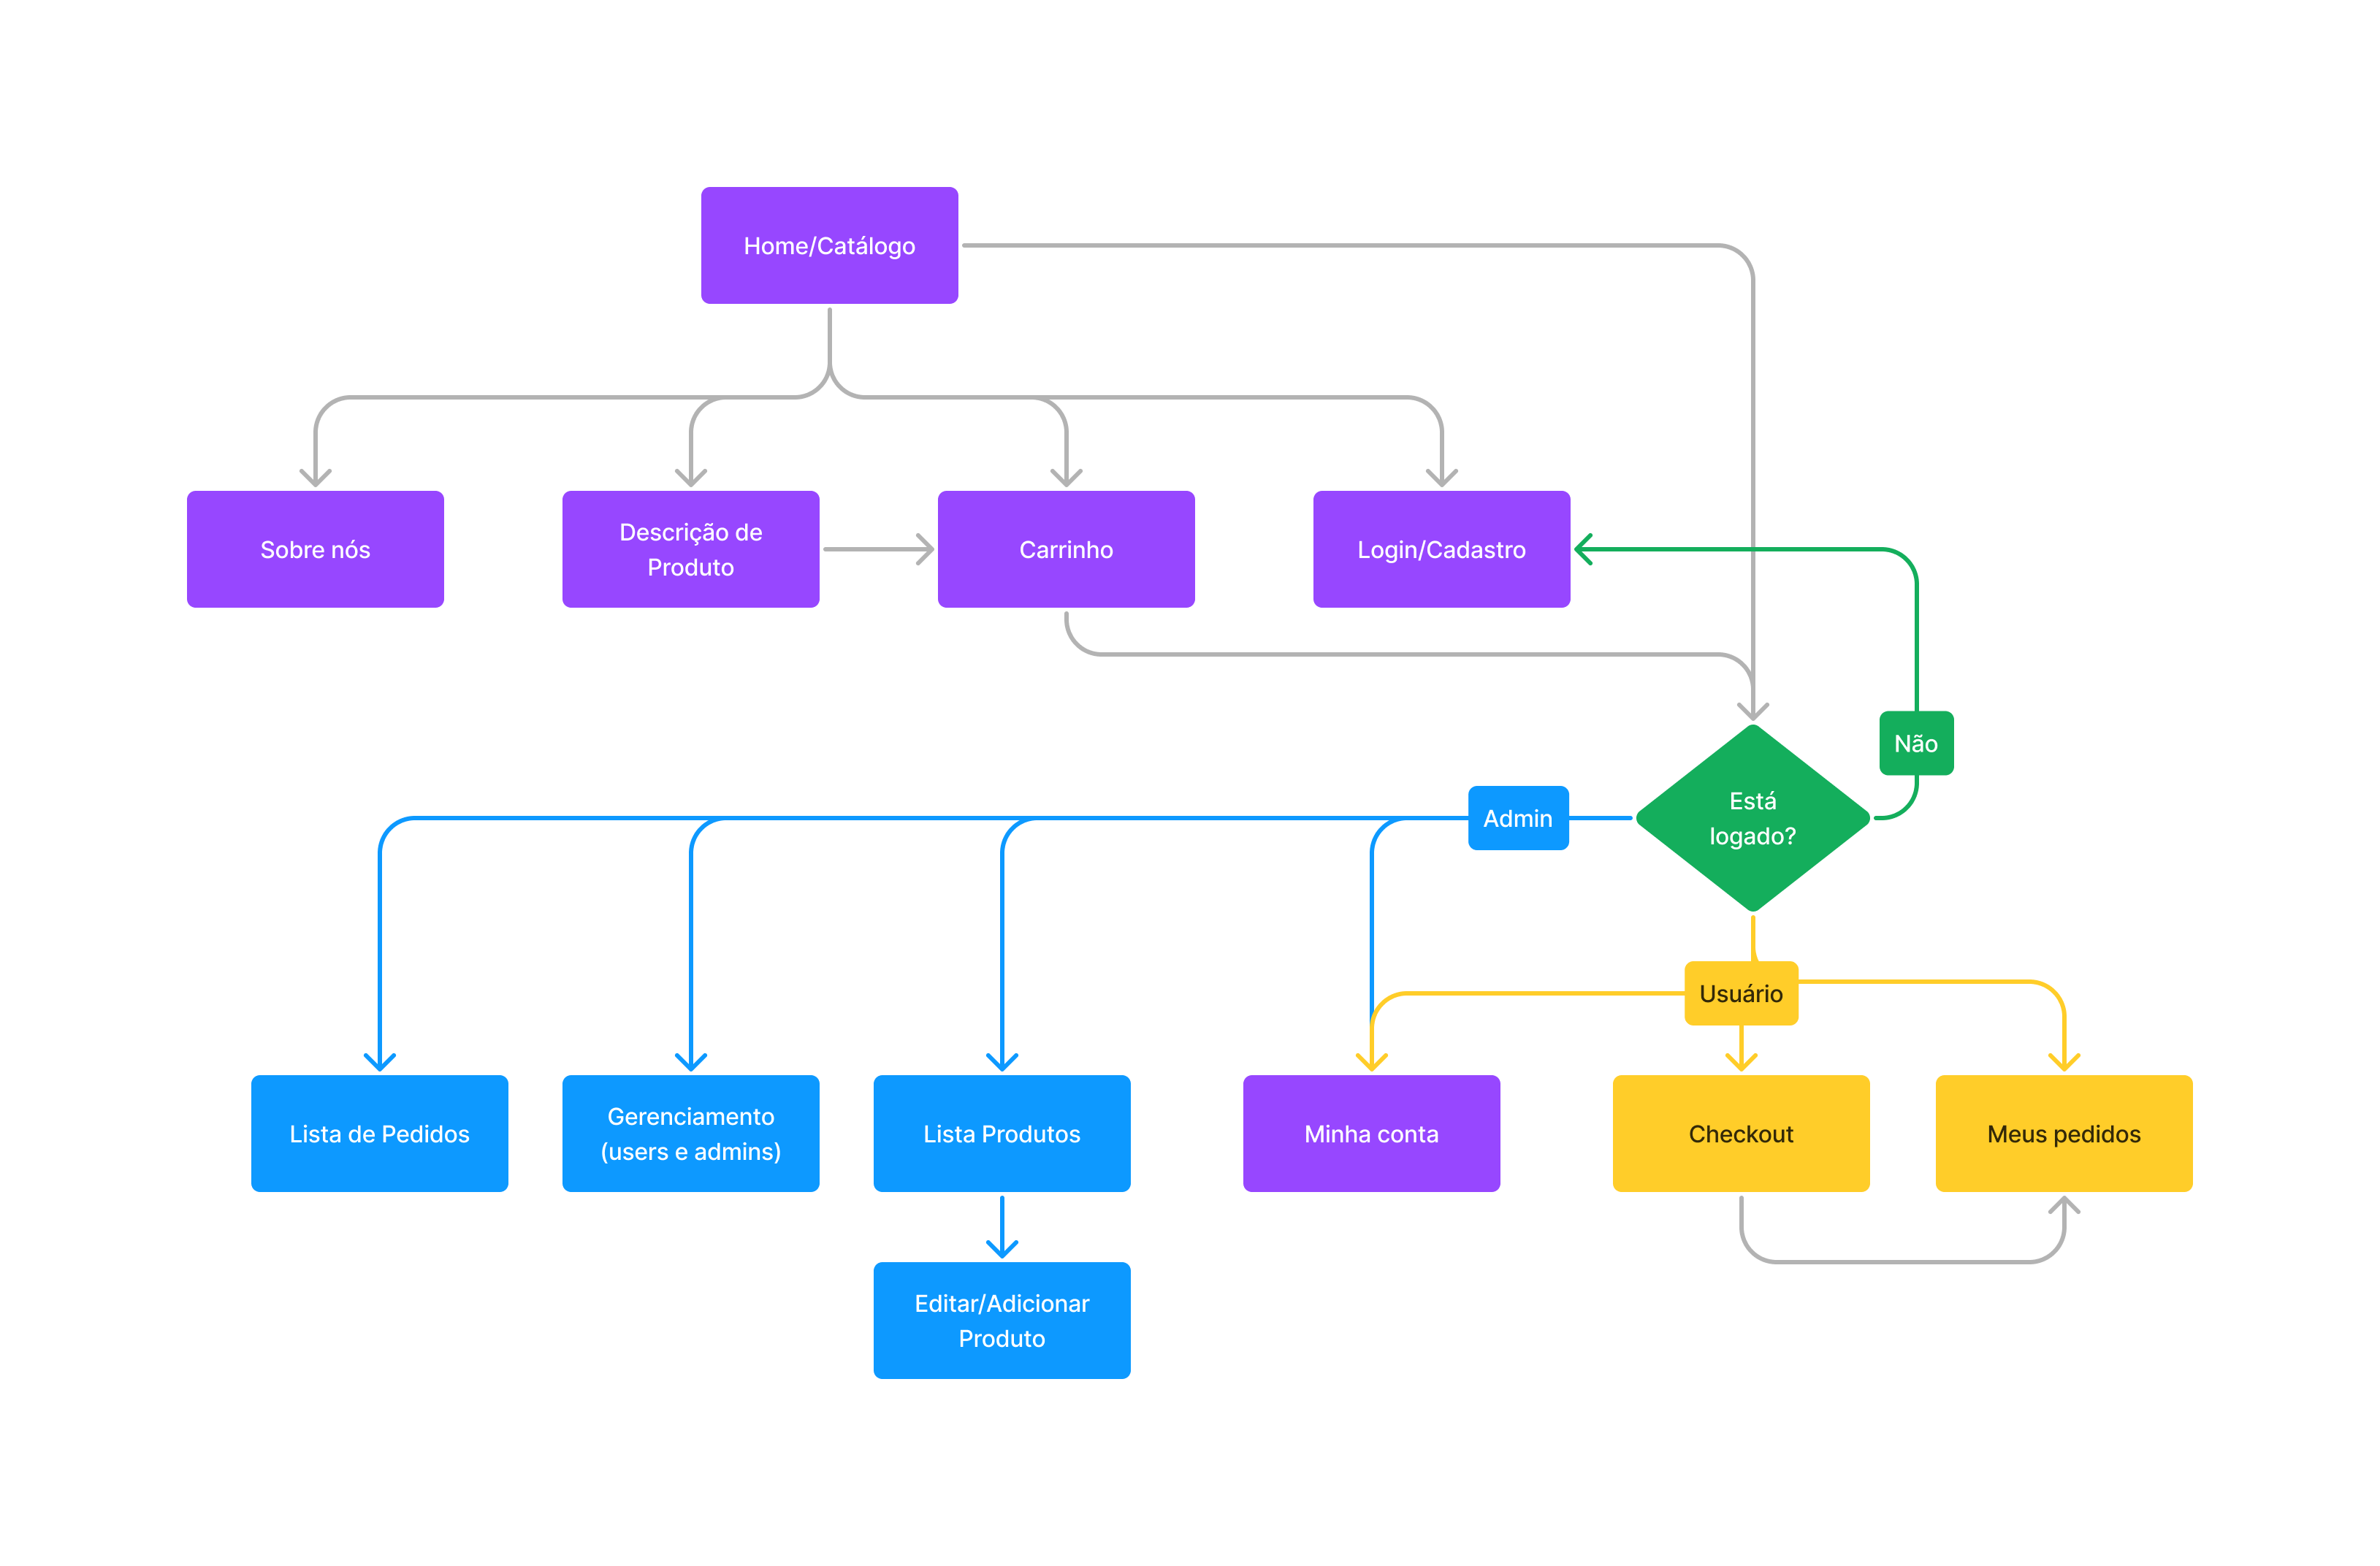 Home/Catálogo
Sobre nós
Descrição de
Produto
Carrinho
Login/Cadastro
Não
Está
logado?
Admin
Usuário
Lista de Pedidos
Gerenciamento
(users e admins)
Lista Produtos
Minha conta
Checkout
Meus pedidos
Editar/Adicionar
Produto